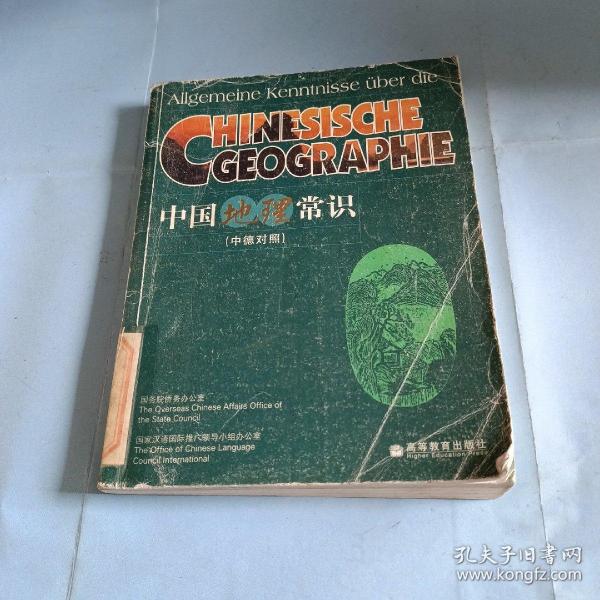 Allgemeine Kenntnisse über die
CHINESISCHE
GEOGRAPHIE
中国地理常识
(中德对照)
国务院侨务办公室
The Overseas Chinese Affairs Office of
the State Council
国家汉语国际推广领导小组办公室
The Office of Chinese Language
Council International
高等教育出版社
Higher Education Press
孔夫子旧书网
www.kongfz.com